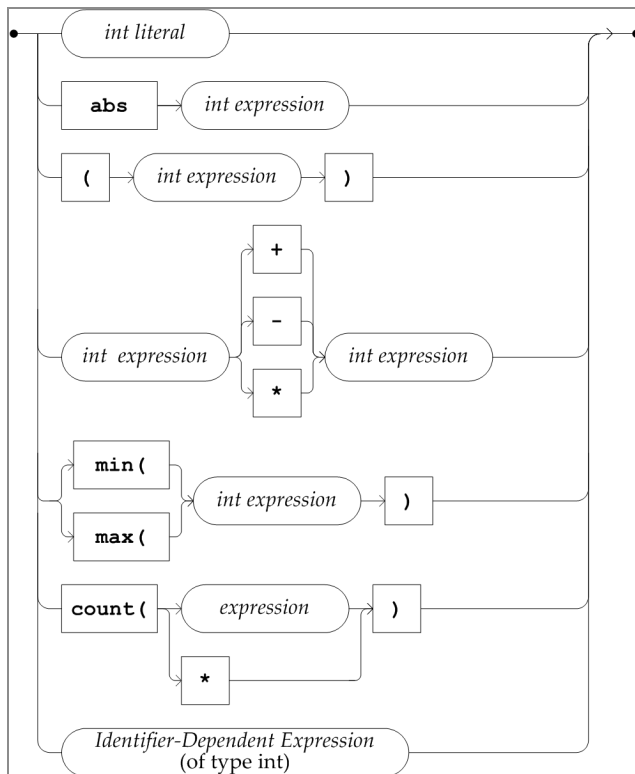 int literal
abs int expression
( int expression )
+
-
int expression int expression
*
min(
int expression )
max(
count( expression )
*
Identifier-Dependent Expression
(of type int)